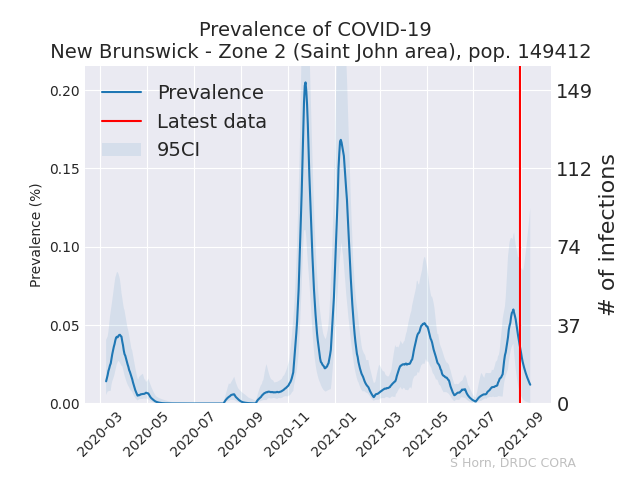 Prevalence of COVID-19
New Brunswick - Zone 2 (Saint John area), pop. 149412
Prevalence
Latest data
95CI
Prevalence (%)
0.20
0.15
0.10
0.05
0.00
149
112
74
37
0
# of infections
2020-03
2020-05
2020-07
2020-09
2020-11
2021-01
2021-03
2021-05
2021-07
2021-09
S Horn, DRDC CORA